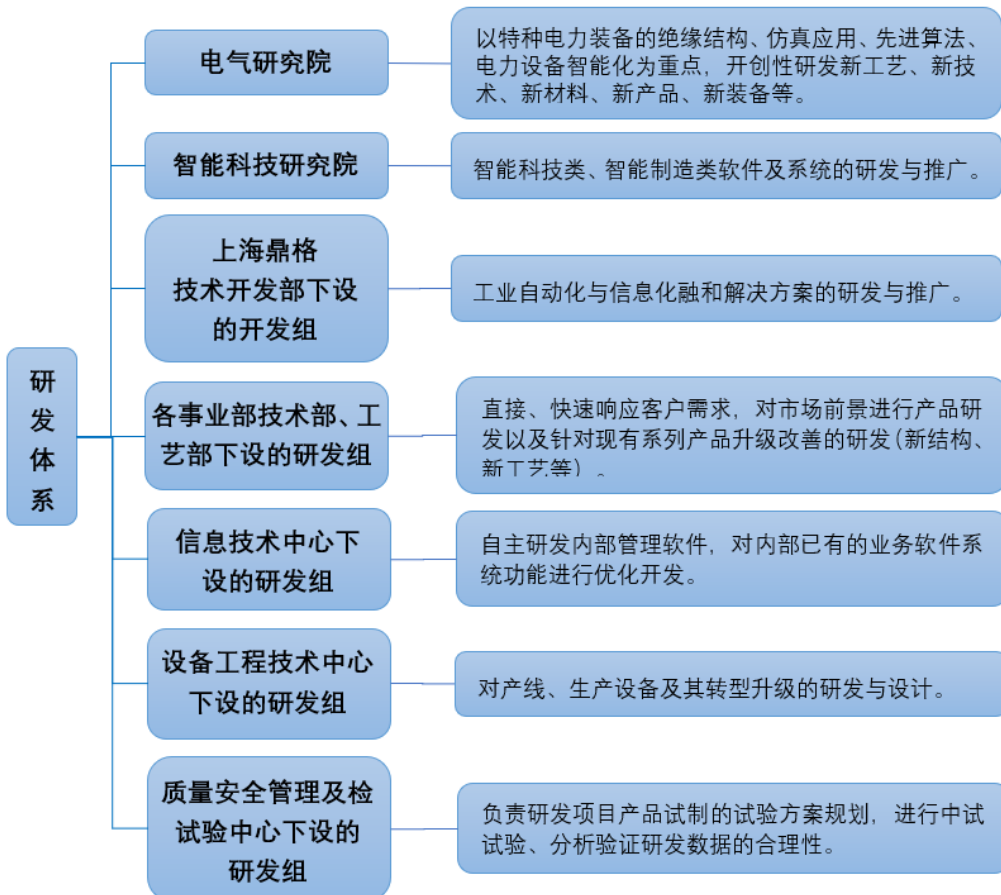 研
发
体
系
电气研究院
以特种电力装备的绝缘结构、仿真应用、先进算法、
电力设备智能化为重点，开创性研发新工艺、新技
术、新材料、新产品、新装备等。
智能科技研究院
智能科技类、智能制造类软件及系统的研发与推广。
上海鼎格
技术开发部下设
的开发组
工业自动化与信息化融和解决方案的研发与推广。
各事业部技术部、工
艺部下设的研发组
直接、快速响应客户需求，对市场前景进行产品研
发以及针对现有系列产品升级改善的研发（新结构、
新工艺等）。
信息技术中心下
设的研发组
自主研发内部管理软件，对内部已有的业务软件系
统功能进行优化开发。
设备工程技术中心
下设的研发组
对产线、生产设备及其转型升级的研发与设计。
质量安全管理及检
试验中心下设的
研发组
负责研发项目产品试制的试验方案规划，进行中试
试验、分析验证研发数据的合理性。